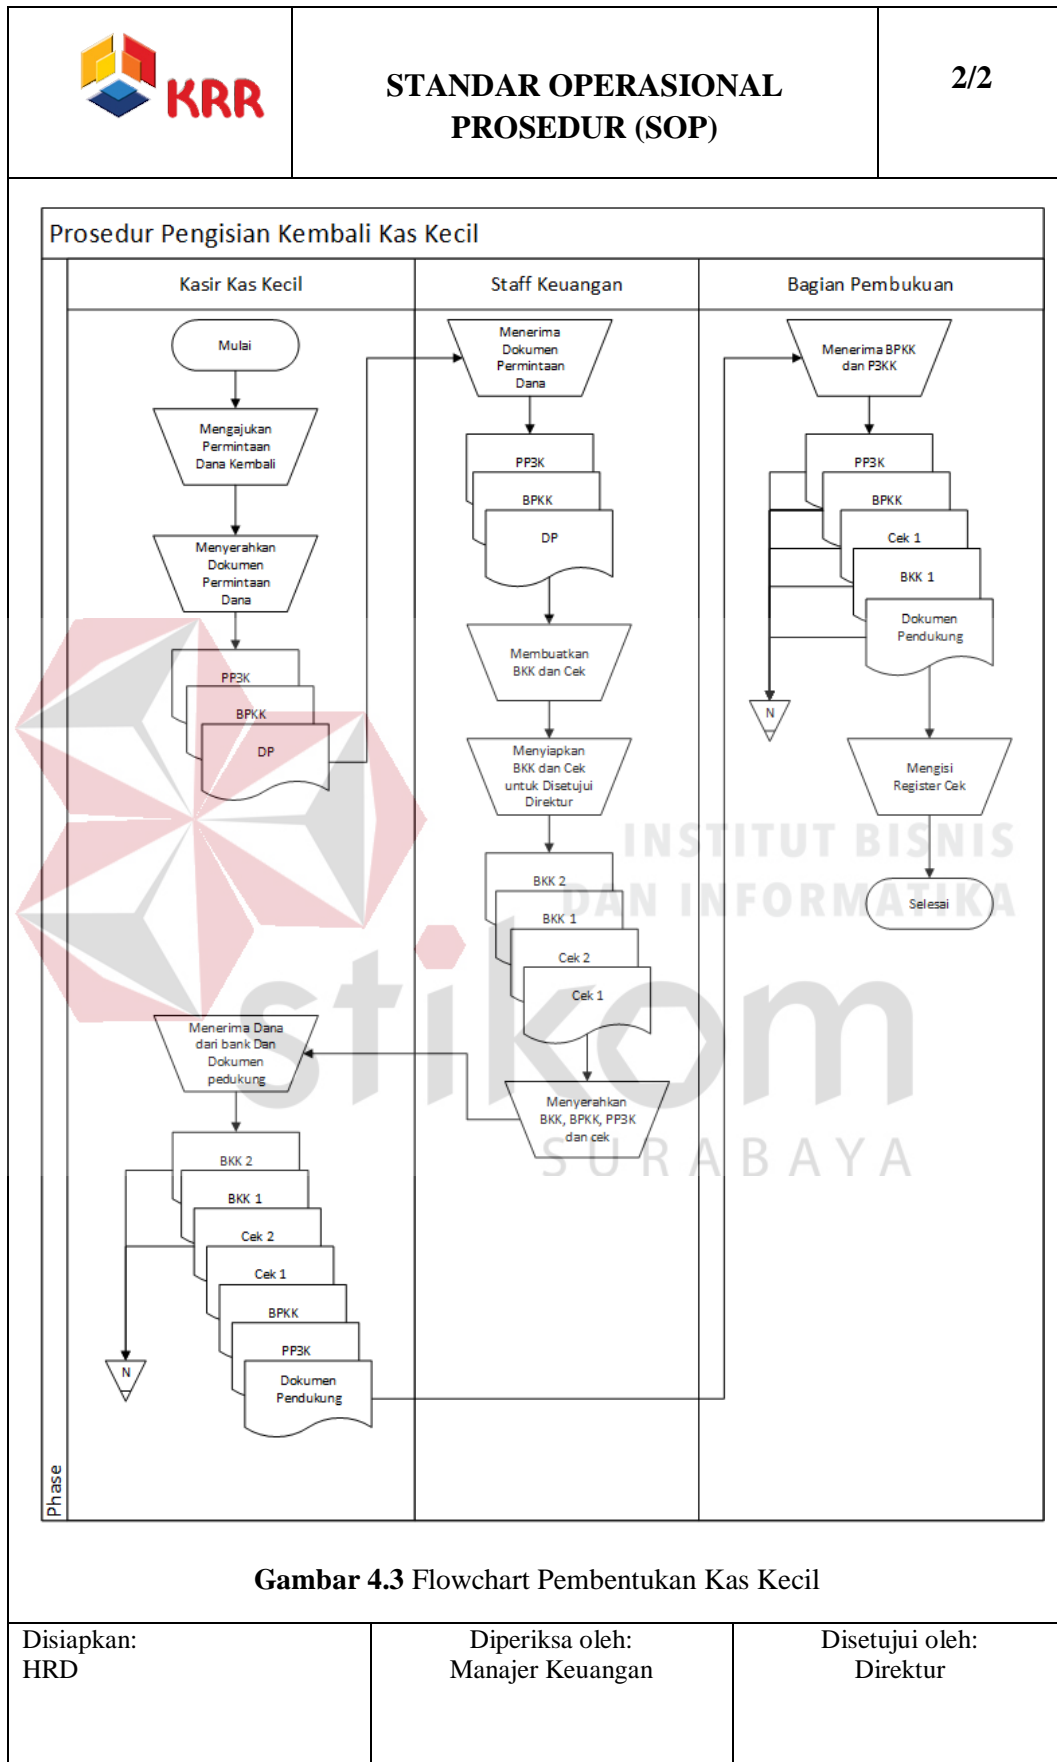 KRR
STANDAR OPERASIONAL
PROSEDUR (SOP)
2/2
Prosedur Pengisian Kembali Kas Kecil
Kasir Kas Kecil
Staff Keuangan
Bagian Pembukuan
Phase
Mulai
Mengajukan
Permintaan
Dana Kembali
Menyerahkan
Dokumen
Permintaan
Dana
PP3K
BPKK
DP
Menerima Dana
dari bank Dan
Dokumen
pedukung
BKK 2
BKK 1
Cek 2
Cek 1
BPKK
PP3K
Dokumen
Pendukung
N
Menerima
Dokumen
Permintaan
Dana
PP3K
BPKK
DP
Membuatkan
BKK dan Cek
Menyiapkan
BKK dan Cek
untuk Disetujui
Direktur
BKK 2
BKK 1
Cek 2
Cek 1
Menyerahkan
BKK, BPKK, PP3K
dan cek
Menerima BPKK
dan P3KK
PP3K
BPKK
Cek 1
BKK 1
Dokumen
Pendukung
N
Mengisi
Register Cek
Selesai
INSTITUT BISNIS
DAN INFORMATIKA
stikom
SURABAYA
Gambar 4.3 Flowchart Pembentukan Kas Kecil
Disiapkan:
HRD
Diperiksa oleh:
Manajer Keuangan
Disetujui oleh:
Direktur